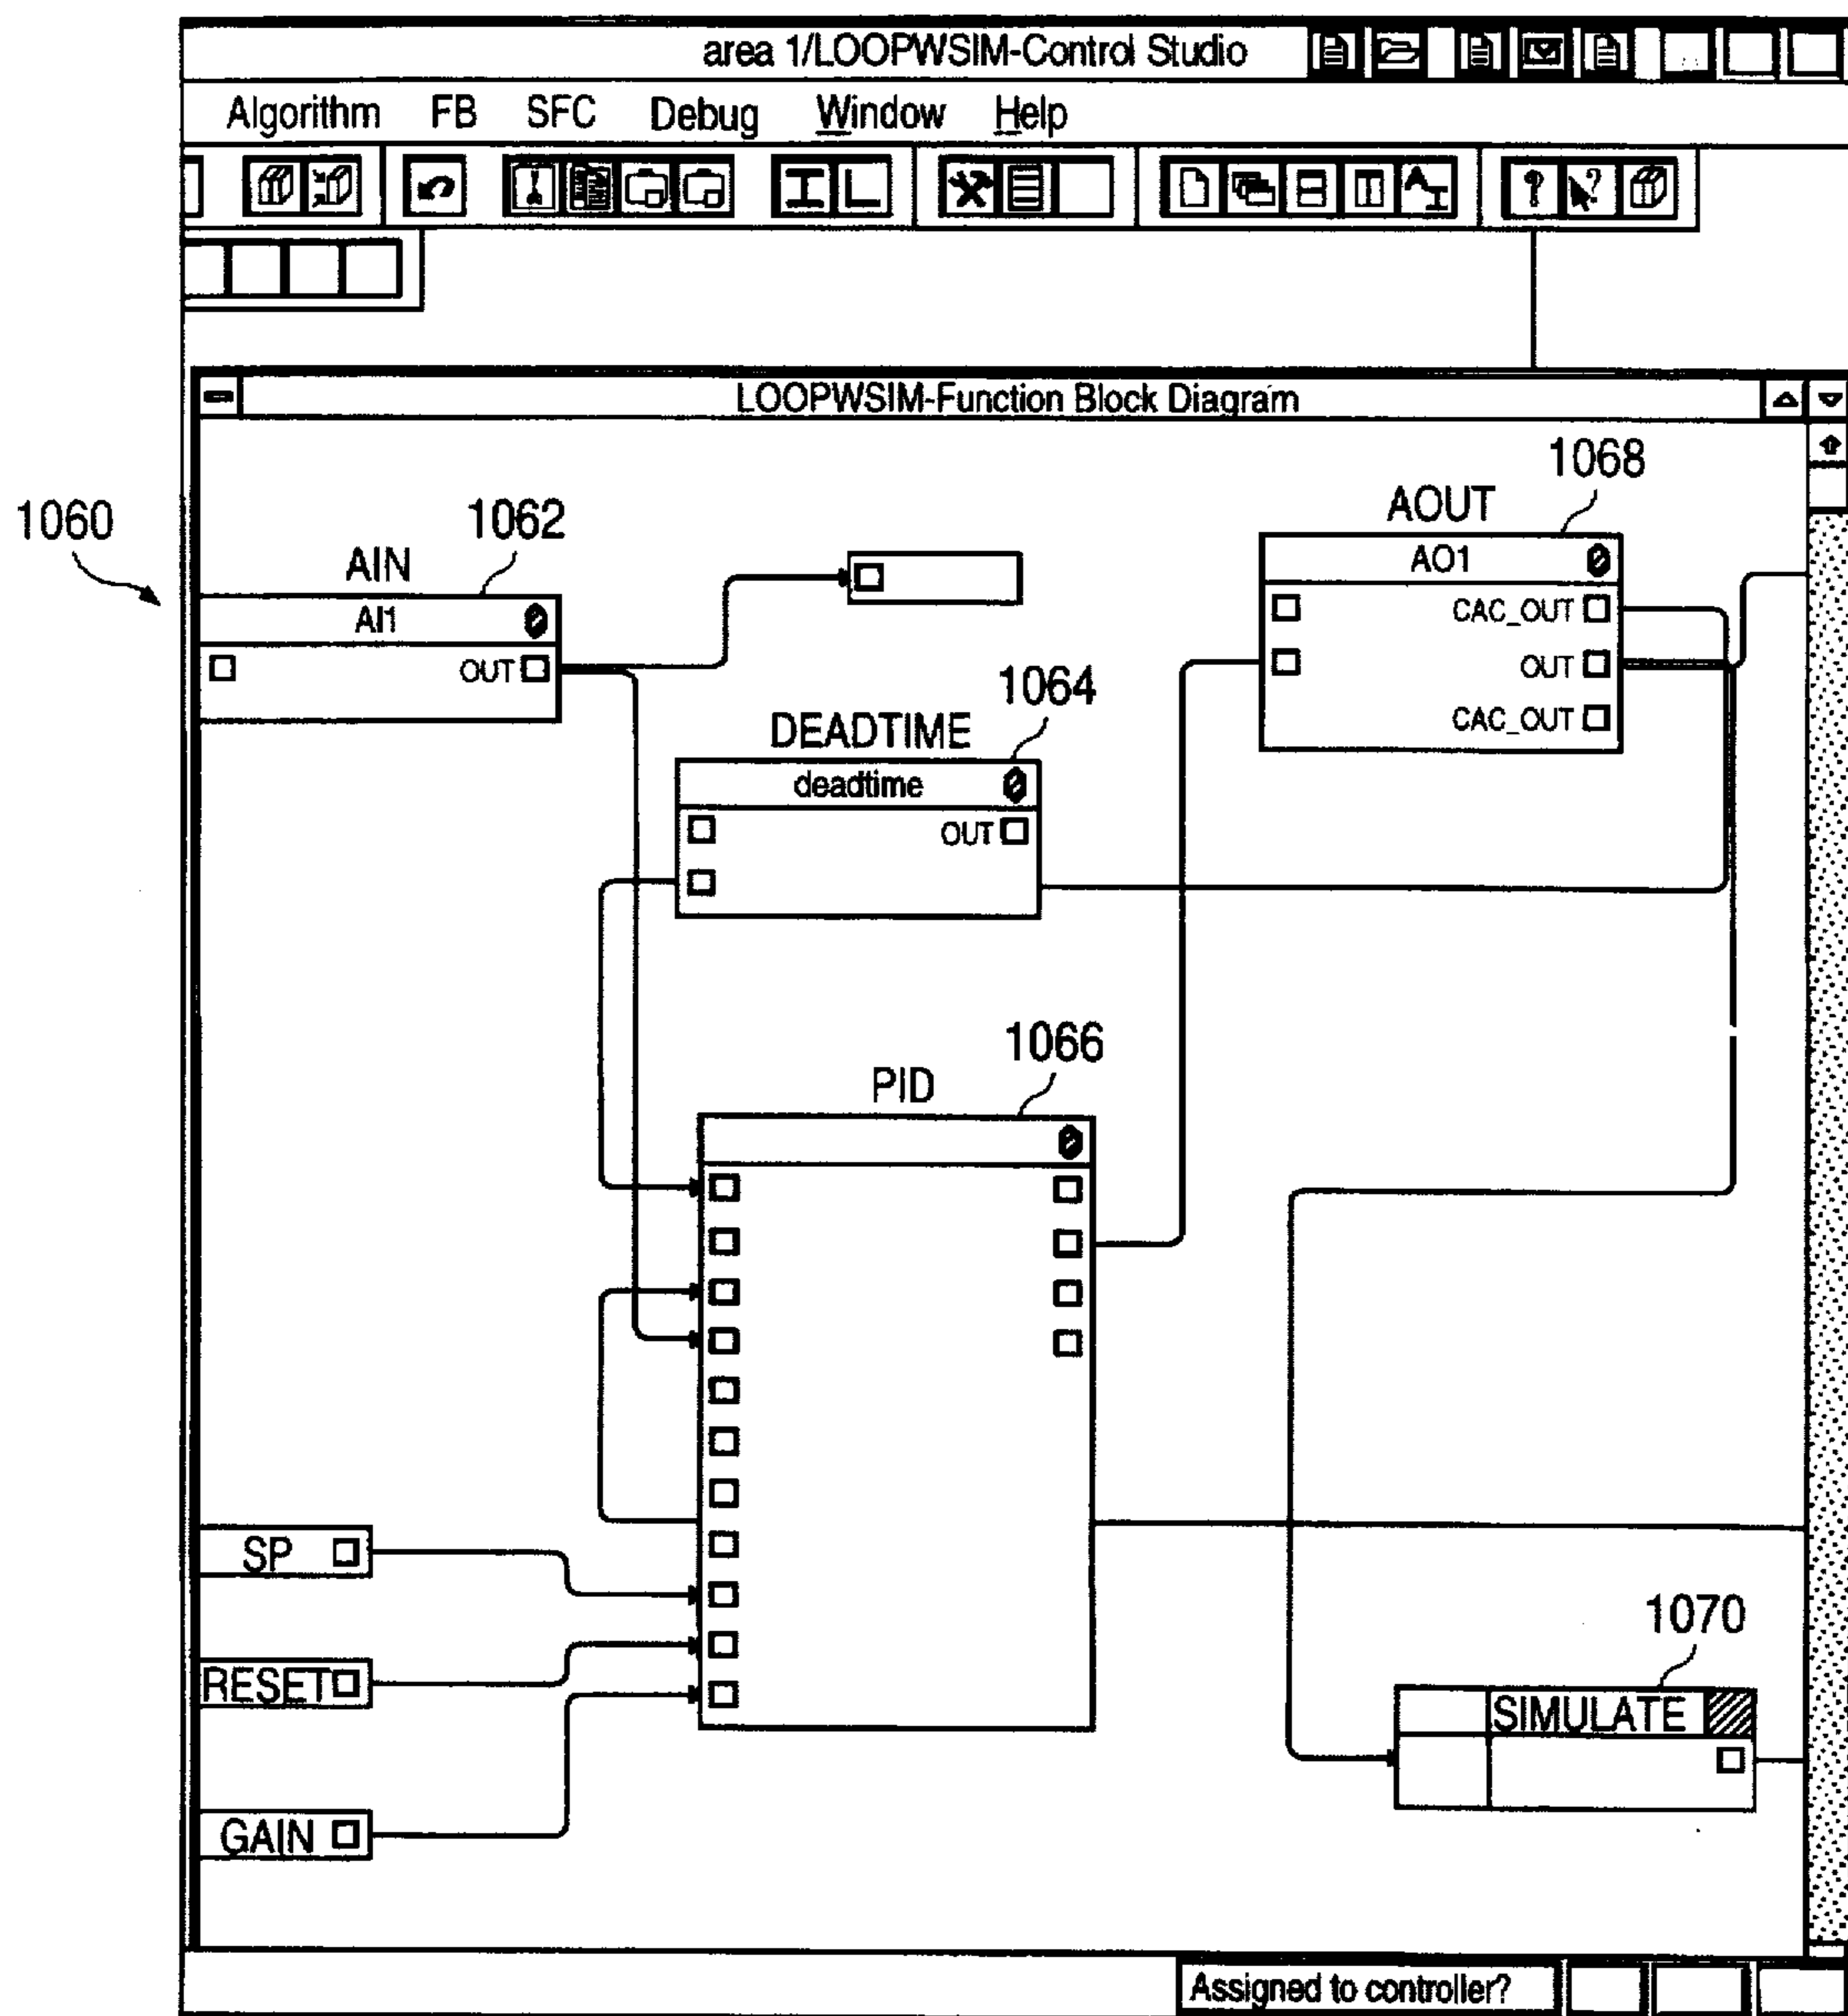 area 1/LOOPWSIM-Control Studio
Algorithm FB SFC Debug Window Help
LOOPWSIM-Function Block Diagram
1060
1062
AIN
AI1
OUT
1068
AOUT
AO1
CAC_OUT
OUT
CAC_OUT
1064
DEADTIME
deadtime
OUT
1066
PID
SP
RESET
GAIN
1070
SIMULATE
Assigned to controller?